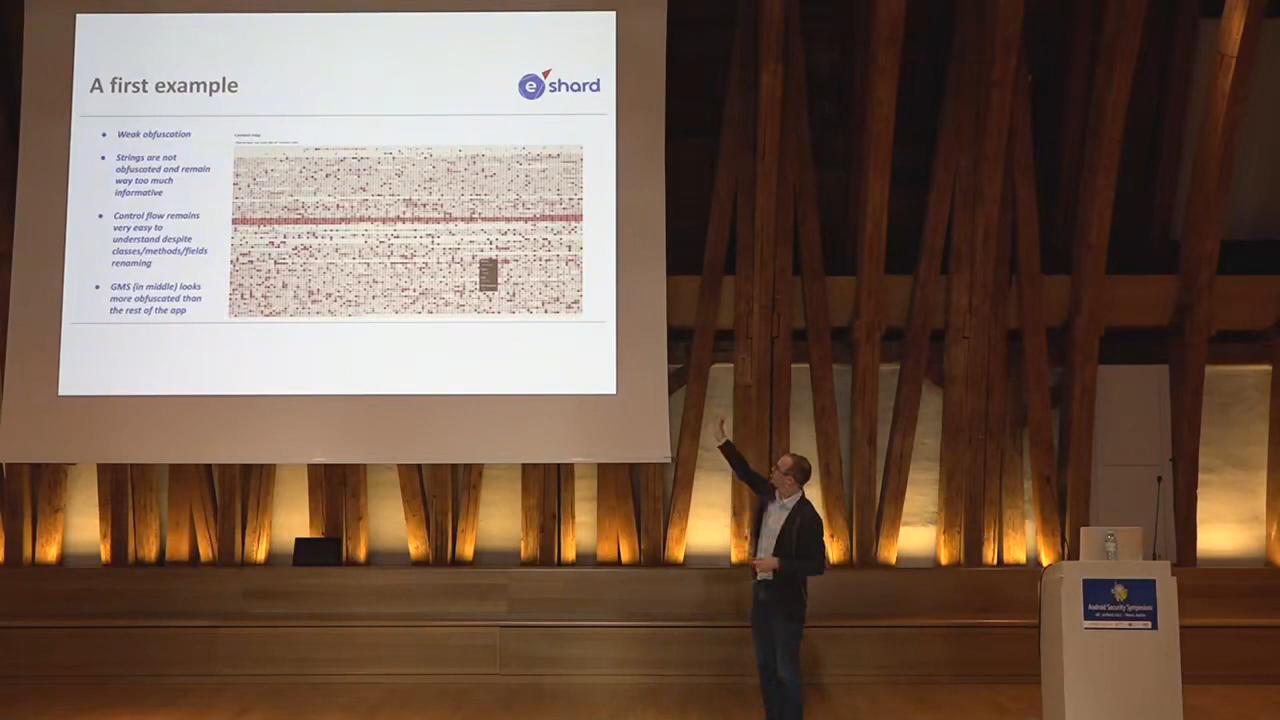 A first example
eshard
• Weak obfuscation
• Strings are not
obfuscated and remain
way too much
informative
• Control flow remains
very easy to
understand despite
classes/methods/fields
renaming
• GMS (in middle) looks
more obfuscated than
the rest of the app
Android Security Symposium